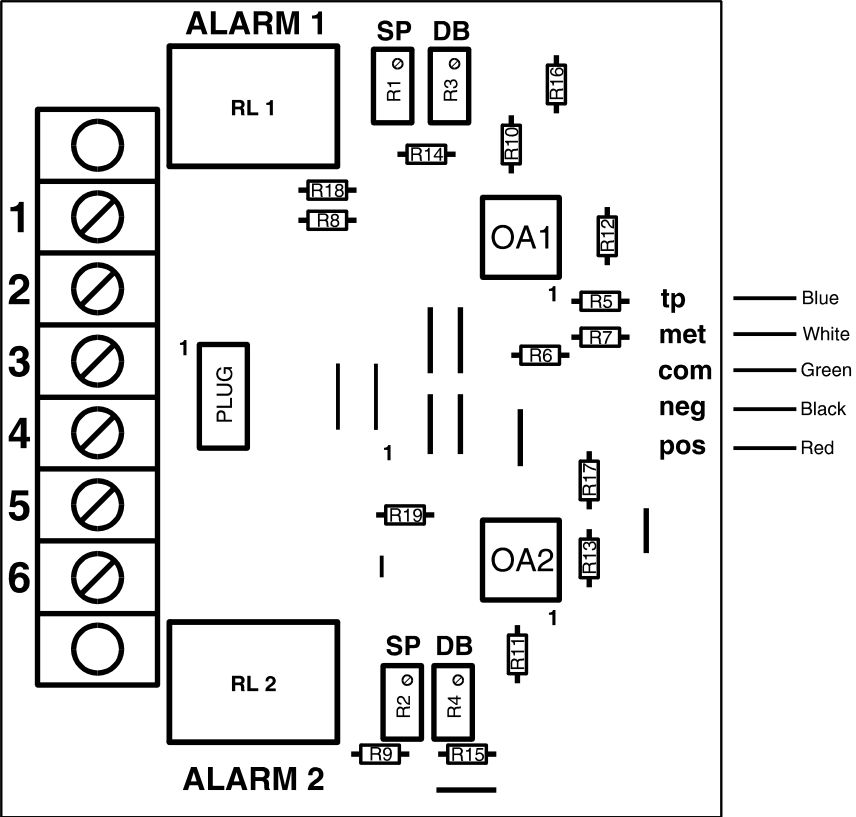 ALARM 1
SP DB
R1 R3
R16
RL 1
R10
R14
R18
R8
1
OA1
R12
2
1
R5
tp
Blue
R7
met
White
1
R6
3
com
Green
PLUG
neg
Black
4
1
pos
Red
R17
5
R19
OA2
R13
6
1
SP DB
R11
RL 2
R2 R4
R9
R15
ALARM 2